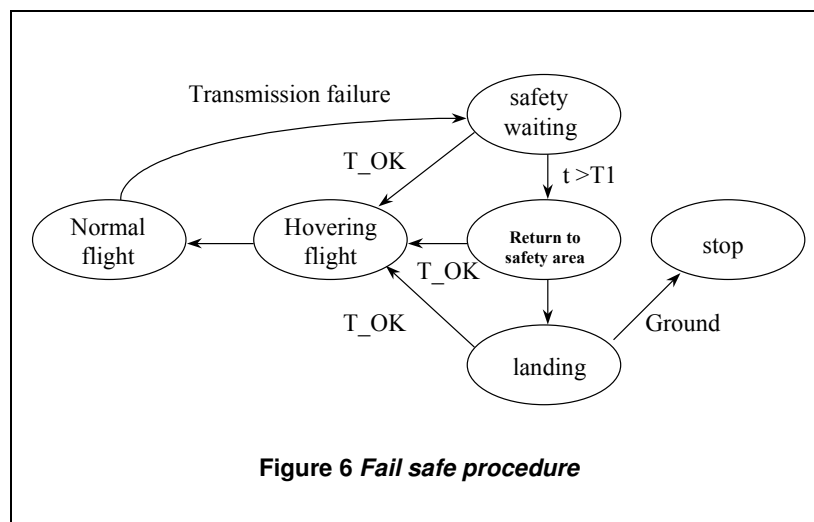 Transmission failure
safety
waiting
T_OK
t >T1
Normal
flight
Hovering
flight
Return to
safety area
stop
T_OK
T_OK
Ground
landing
Figure 6 Fail safe procedure